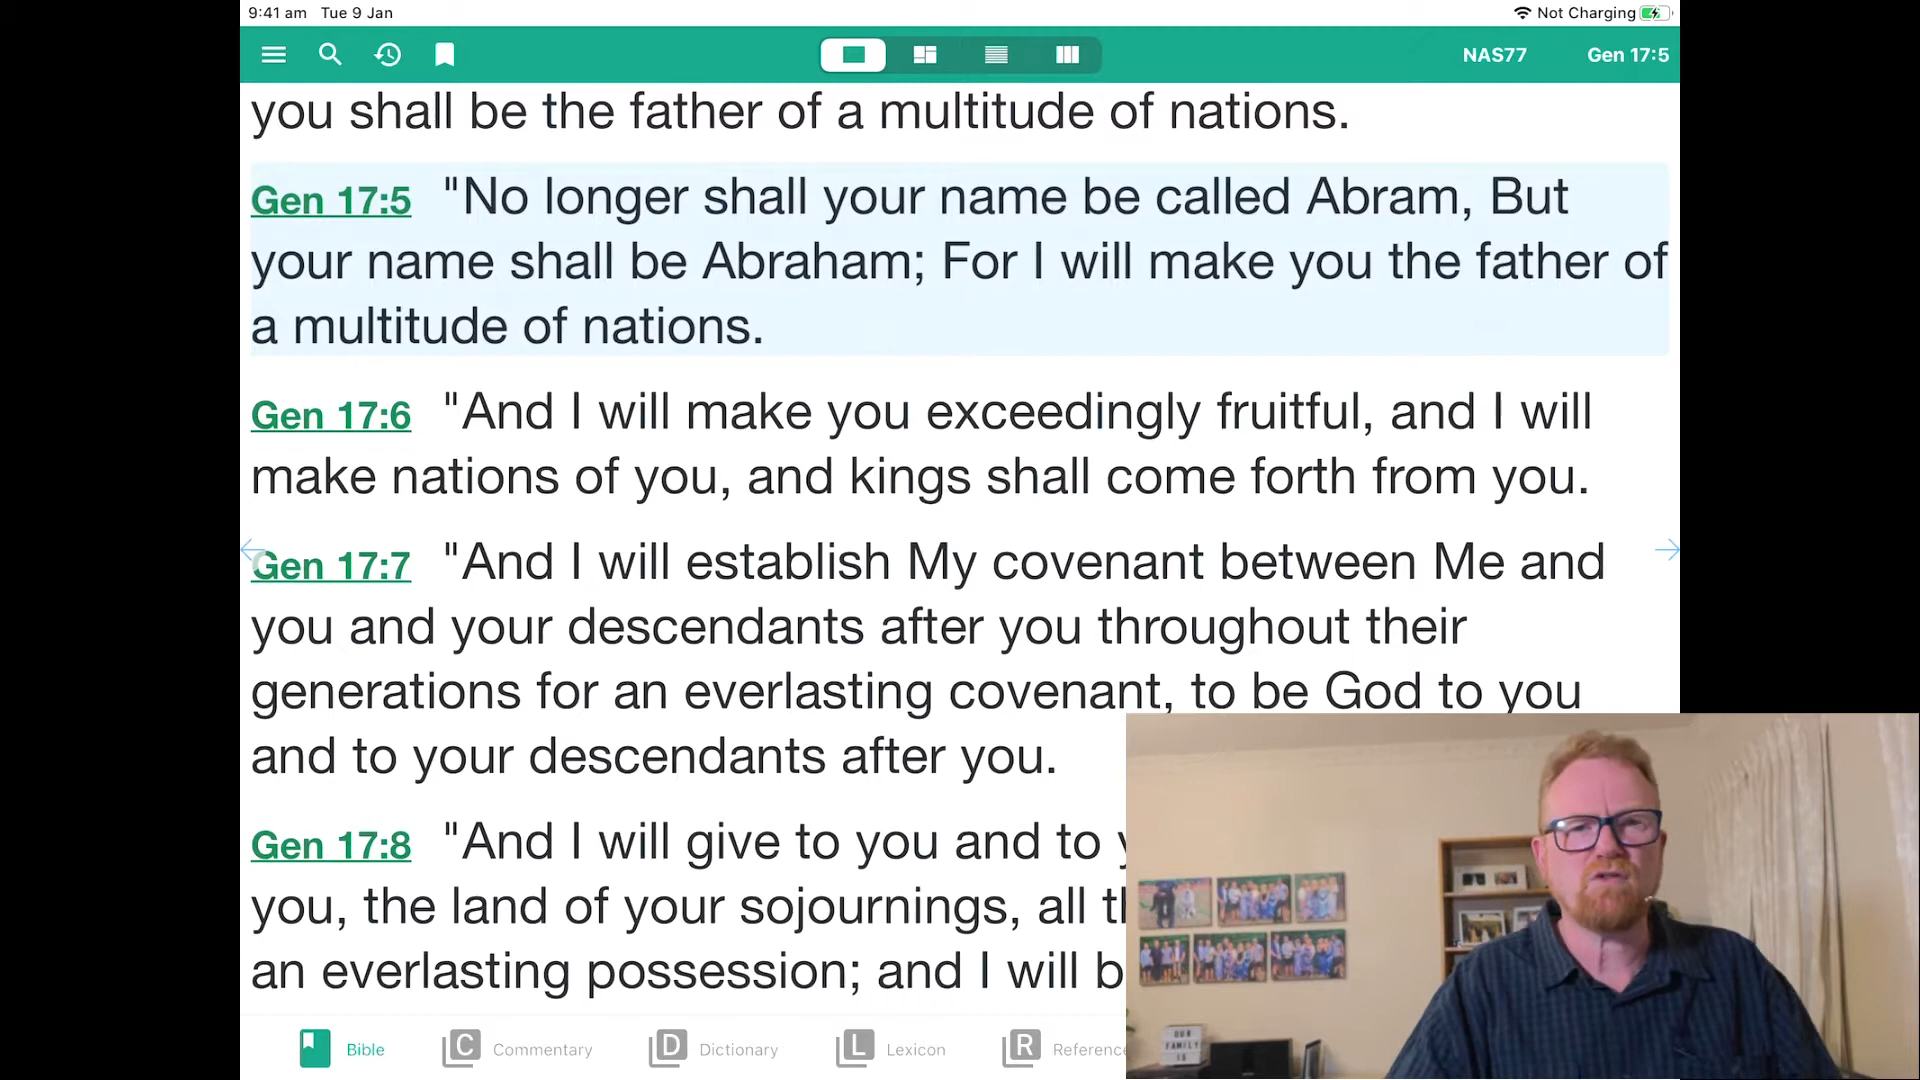 9:41 am Tue 9 Jan Not Charging
NAS77 Gen 17:5
you shall be the father of a multitude of nations.
Gen 17:5 "No longer shall your name be called Abram, But
your name shall be Abraham; For I will make you the father of
a multitude of nations.
Gen 17:6 "And I will make you exceedingly fruitful, and I will
make nations of you, and kings shall come forth from you.
Gen 17:7 "And I will establish My covenant between Me and
you and your descendants after you throughout their
generations for an everlasting covenant, to be God to you
and to your descendants after you.
Gen 17:8 "And I will give to you and to
you, the land of your sojournings, all
an everlasting possession; and I will
Bible C Commentary D Dictionary L Lexicon R Reference
OUR
FAMILY
IS